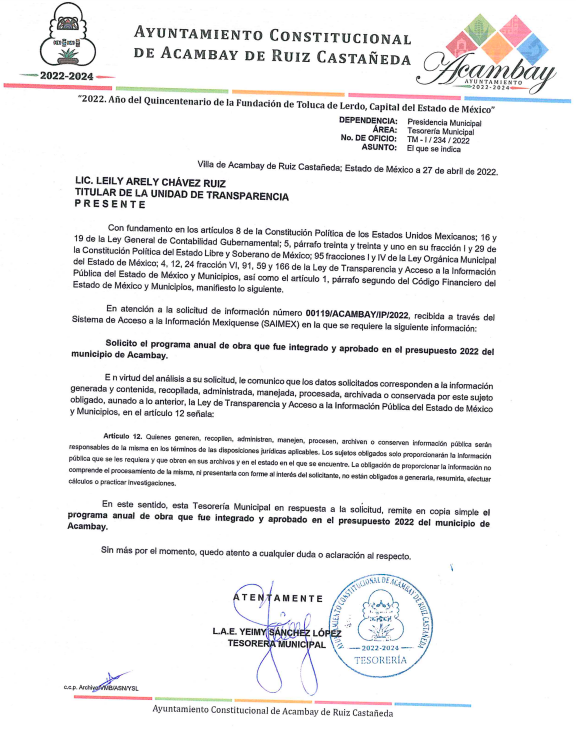 AYUNTAMIENTO CONSTITUCIONAL
DE ACAMBAY DE RUIZ CASTAÑEDA
2022-2024
Acambay
AYUNTAMIENTO
2022-2024
"2022. Año del Quincentenario de la Fundación de Toluca de Lerdo, Capital del Estado de México"
DEPENDENCIA: Presidencia Municipal
ÁREA: Tesorería Municipal
No. DE OFICIO: TM - I / 234 / 2022
ASUNTO: El que se indica
Villa de Acambay de Ruiz Castañeda; Estado de México a 27 de abril de 2022.
LIC. LEILY ARELY CHÁVEZ RUIZ
TITULAR DE LA UNIDAD DE TRANSPARENCIA
P R E S E N T E
Con fundamento en los artículos 8 de la Constitución Política de los Estados Unidos Mexicanos; 16 y
19 de la Ley General de Contabilidad Gubernamental; 5, párrafo treinta y treinta y uno en su fracción I y 29 de
la Constitución Política del Estado Libre y Soberano de México; 95 fracciones I y IV de la Ley Orgánica Municipal
del Estado de México; 4, 12, 24 fracción VI, 91, 59 y 166 de la Ley de Transparencia y Acceso a la Información
Pública del Estado de México y Municipios, así como el artículo 1, párrafo segundo del Código Financiero del
Estado de México y Municipios, manifiesto lo siguiente.
En atención a la solicitud de información número 00119/ACAMBAY/IP/2022, recibida a través del
Sistema de Acceso a la Información Mexiquense (SAIMEX) en la que se requiere la siguiente información:
Solicito el programa anual de obra que fue integrado y aprobado en el presupuesto 2022 del
municipio de Acambay.
E n virtud del análisis a su solicitud, le comunico que los datos solicitados corresponden a la información
generada y contenida, recopilada, administrada, manejada, procesada, archivada o conservada por este sujeto
obligado, aunado a lo anterior, la Ley de Transparencia y Acceso a la Información Pública del Estado de México
y Municipios, en el artículo 12 señala:
Artículo 12. Quienes generen, recopilen, administren, manejen, procesen, archiven o conserven información pública serán
responsables de la misma en los términos de las disposiciones jurídicas aplicables. Los sujetos obligados solo proporcionarán la información
pública que se les requiera y que obren en sus archivos y en el estado en que se encuentre. La obligación de proporcionar la información no
comprende el procesamiento de la misma, ni presentarla con forme al interés del solicitante, no están obligados a generarla, resumirla, efectuar
cálculos o practicar investigaciones.
En este sentido, esta Tesorería Municipal en respuesta a la solicitud, remite en copia simple el
programa anual de obra que fue integrado y aprobado en el presupuesto 2022 del municipio de
Acambay.
Sin más por el momento, quedo atento a cualquier duda o aclaración al respecto.
A T E N T A M E N T E
L.A.E. YEIMY SÁNCHEZ LÓPEZ
TESORERA MUNICIPAL
AYUNTAMIENTO CONSTITUCIONAL DE ACAMBAY DE RUIZ CASTAÑEDA
2022-2024
TESORERÍA
c.c.p. Archivo/VMB/ASN/YSL
Ayuntamiento Constitucional de Acambay de Ruiz Castañeda